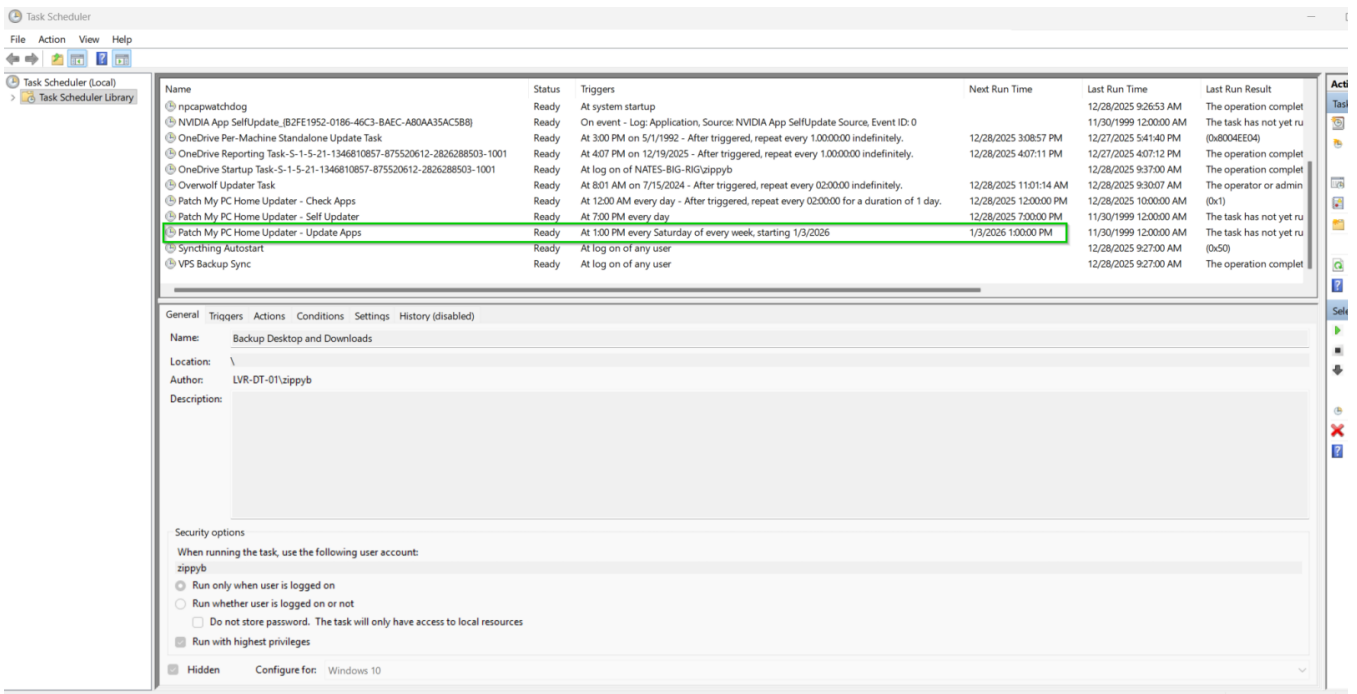 Task Scheduler
File Action View Help
Task Scheduler (Local)
Task Scheduler Library
Name Status Triggers Next Run Time Last Run Time Last Run Result
npcapwatchdog Ready At system startup 12/28/2025 9:26:53 AM The operation complet
NVIDIA App SelfUpdate_{B2FE1952-0186-46C3-BAEC-A80AA35AC5B8} Ready On event - Log: Application, Source: NVIDIA App SelfUpdate Source, Event ID: 0 11/30/1999 12:00:00 AM The task has not yet ru
OneDrive Per-Machine Standalone Update Task Ready At 3:00 PM on 5/1/1992 - After triggered, repeat every 1.00:00:00 indefinitely. 12/28/2025 3:08:57 PM 12/27/2025 5:41:40 PM (0x8004EE04)
OneDrive Reporting Task-S-1-5-21-1346810857-875520612-2826288503-1001 Ready At 4:07 PM on 12/19/2025 - After triggered, repeat every 1.00:00:00 indefinitely. 12/28/2025 4:07:11 PM 12/27/2025 4:07:12 PM The operation complet
OneDrive Startup Task-S-1-5-21-1346810857-875520612-2826288503-1001 Ready At log on of NATES-BIG-RIG\zippyb 12/28/2025 9:37:00 AM The operation complet
Overwolf Updater Task Ready At 8:01 AM on 7/15/2024 - After triggered, repeat every 02:00:00 indefinitely. 12/28/2025 11:01:14 AM 12/28/2025 9:30:07 AM The operator or admin
Patch My PC Home Updater - Check Apps Ready At 12:00 AM every day - After triggered, repeat every 02:00:00 for a duration of 1 day. 12/28/2025 12:00:00 PM 12/28/2025 10:00:00 AM (0x1)
Patch My PC Home Updater - Self Updater Ready At 7:00 PM every day 12/28/2025 7:00:00 PM 11/30/1999 12:00:00 AM The task has not yet ru
Patch My PC Home Updater - Update Apps Ready At 1:00 PM every Saturday of every week, starting 1/3/2026 1/3/2026 1:00:00 PM 11/30/1999 12:00:00 AM The task has not yet ru
Syncthing Autostart Ready At log on of any user 12/28/2025 9:27:00 AM (0x50)
VPS Backup Sync Ready At log on of any user 12/28/2025 9:27:00 AM The operation complet
General Triggers Actions Conditions Settings History (disabled)
Name: Backup Desktop and Downloads
Location: \
Author: LVR-DT-01\zippyb
Description:
Security options
When running the task, use the following user account:
zippyb
Run only when user is logged on
Run whether user is logged on or not
Do not store password. The task will only have access to local resources
Run with highest privileges
Hidden Configure for: Windows 10
Acti
Task
Sele